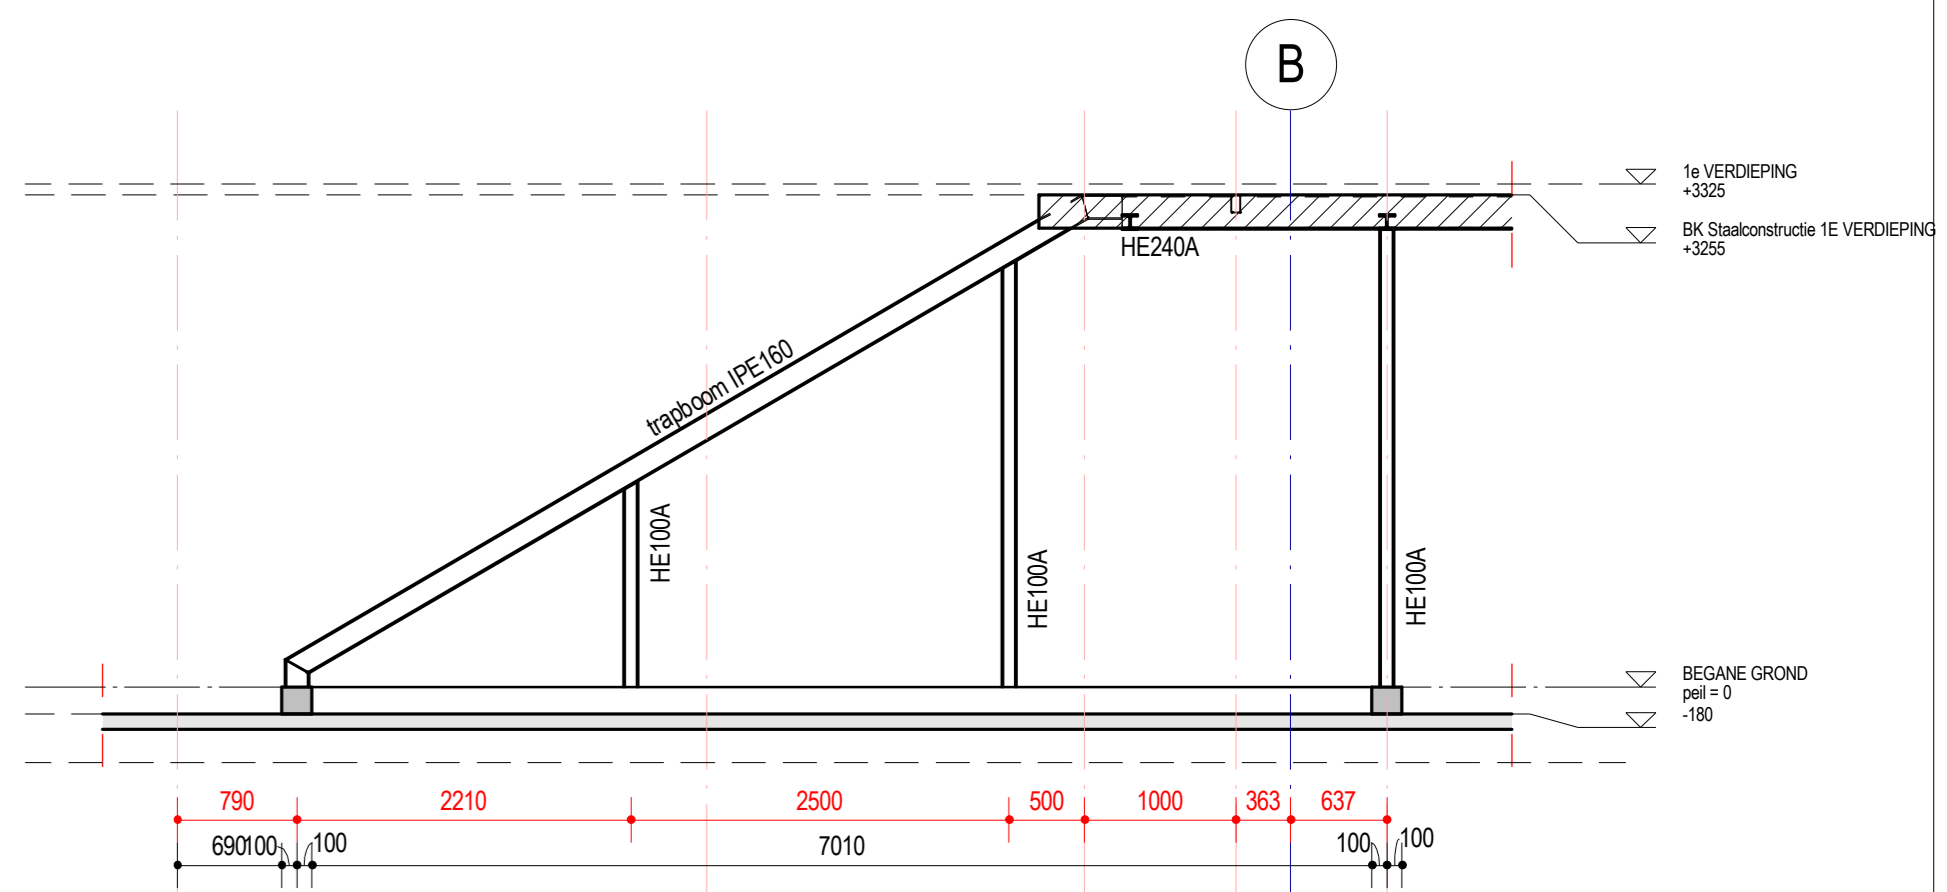 B
1e VERDIEPING
+3325
BK Staalconstructie 1E VERDIEPING
+3255
HE240A
trapboom IPE160
HE100A
HE100A
HE100A
BEGANE GROND
peil = 0
-180
790 2210 2500 500 1000 363 637
690 100 100 7010 100 100